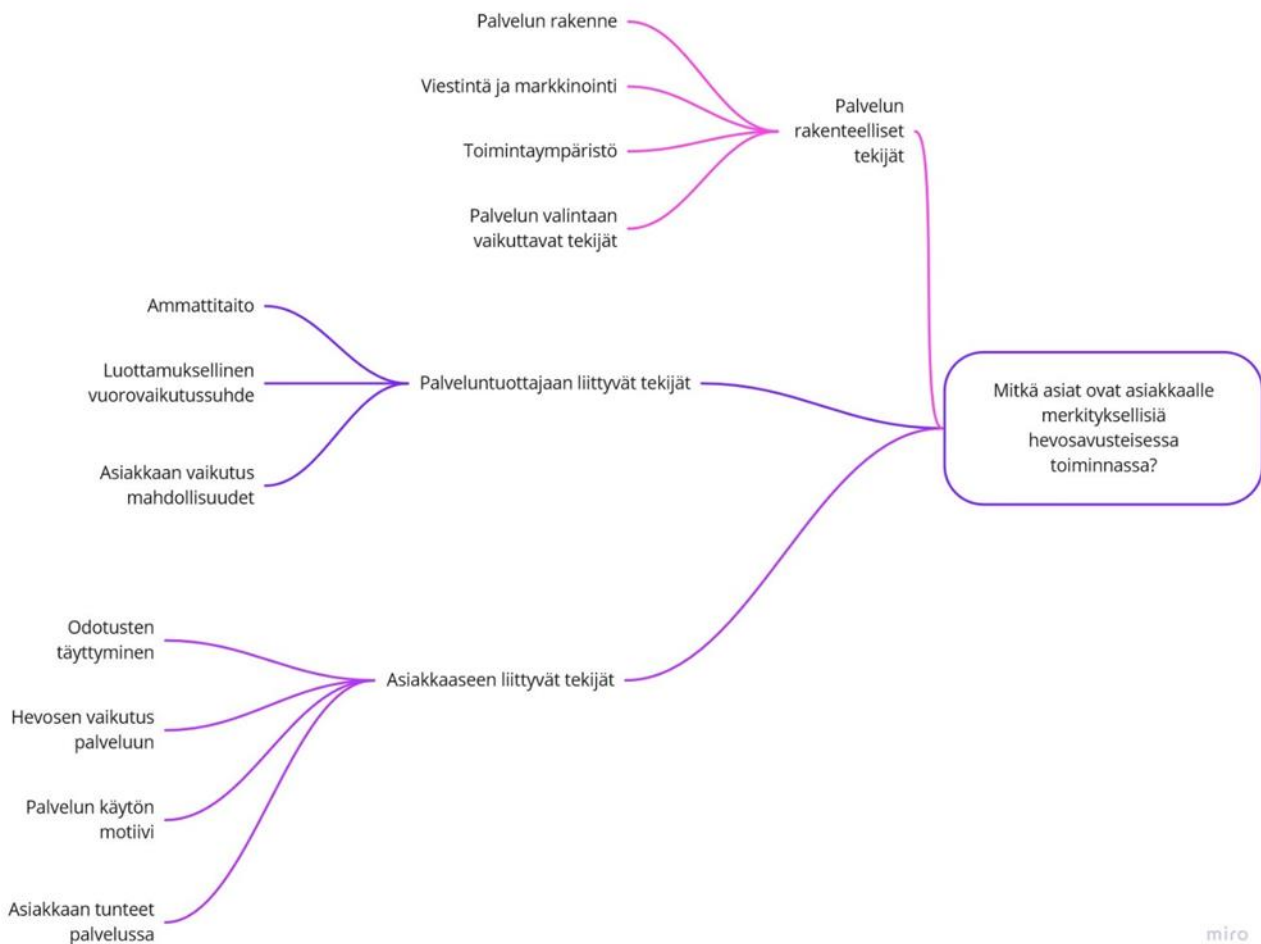 Palvelun rakenne
Viestintä ja markkinointi
Toimintaympäristö
Palvelun valintaan
vaikuttavat tekijät
Palvelun
rakenteelliset
tekijät
Ammattitaito
Luottamuksellinen
vuorovaikutussuhde
Asiakkaan vaikutus
mahdollisuudet
Palveluntuottajaan liittyvät tekijät
Mitkä asiat ovat asiakkaalle
merkityksellisiä
hevosavusteisessa
toiminnassa?
Odotusten
täyttyminen
Hevosen vaikutus
palveluun
Palvelun käytön
motiivi
Asiakkaan tunteet
palvelussa
Asiakkaaseen liittyvät tekijät
miro